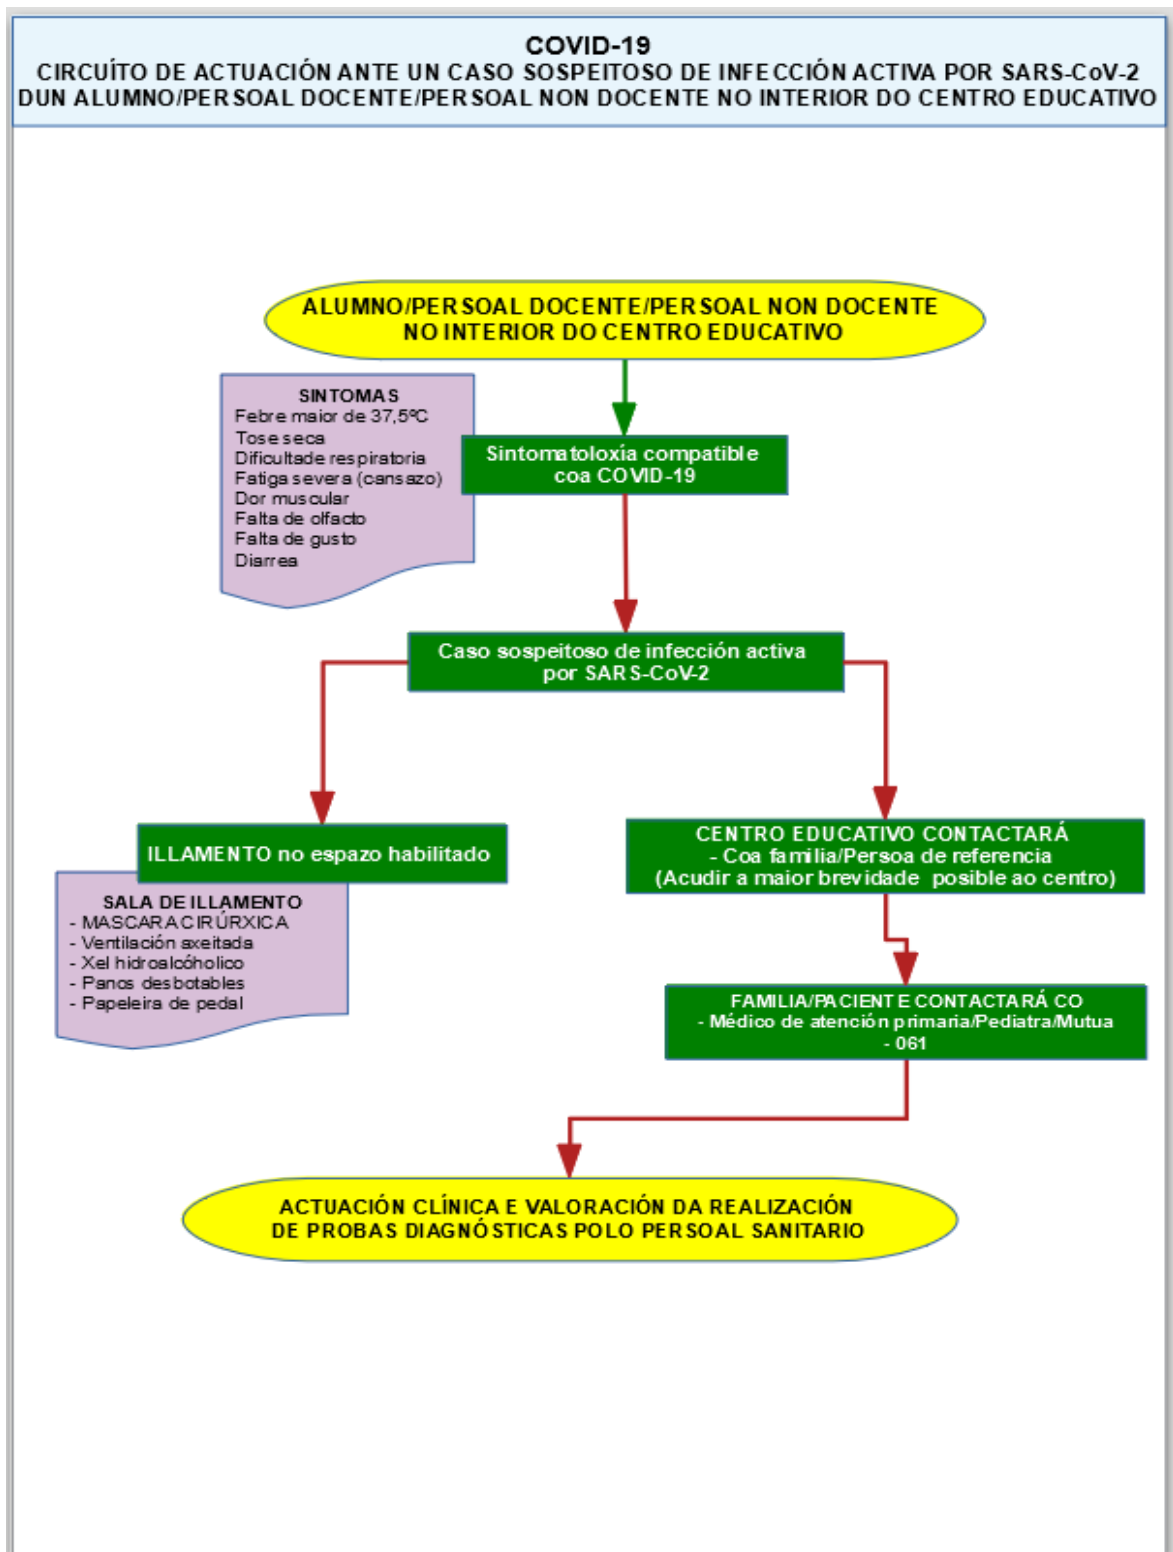 COVID-19
CIRCUÍTO DE ACTUACIÓN ANTE UN CASO SOSPEITOSO DE INFECCIÓN ACTIVA POR SARS-CoV-2
DUN ALUMNO/PERSOAL DOCENTE/PERSOAL NON DOCENTE NO INTERIOR DO CENTRO EDUCATIVO
ALUMNO/PERSOAL DOCENTE/PERSOAL NON DOCENTE
NO INTERIOR DO CENTRO EDUCATIVO
SINTOMAS
Febre maior de 37,5ºC
Tose seca
Dificultade respiratoria
Fatiga severa (cansazo)
Dor muscular
Falta de olfacto
Falta de gusto
Diarrea
Sintomatoloxía compatible
coa COVID-19
Caso sospeitoso de infección activa
por SARS-CoV-2
ILLAMENTO no espazo habilitado
SALA DE ILLAMENTO
- MASCARA CIRÚRXICA
- Ventilación axeitada
- Xel hidroalcóholico
- Panos desbotables
- Papeleira de pedal
CENTRO EDUCATIVO CONTACTARÁ
- Coa familia/Persoa de referencia
(Acudir a maior brevidade posible ao centro)
FAMILIA/PACIENTE CONTACTARÁ CO
- Médico de atención primaria/Pediatra/Mutua
- 061
ACTUACIÓN CLÍNICA E VALORACIÓN DA REALIZACIÓN
DE PROBAS DIAGNÓSTICAS POLO PERSOAL SANITARIO